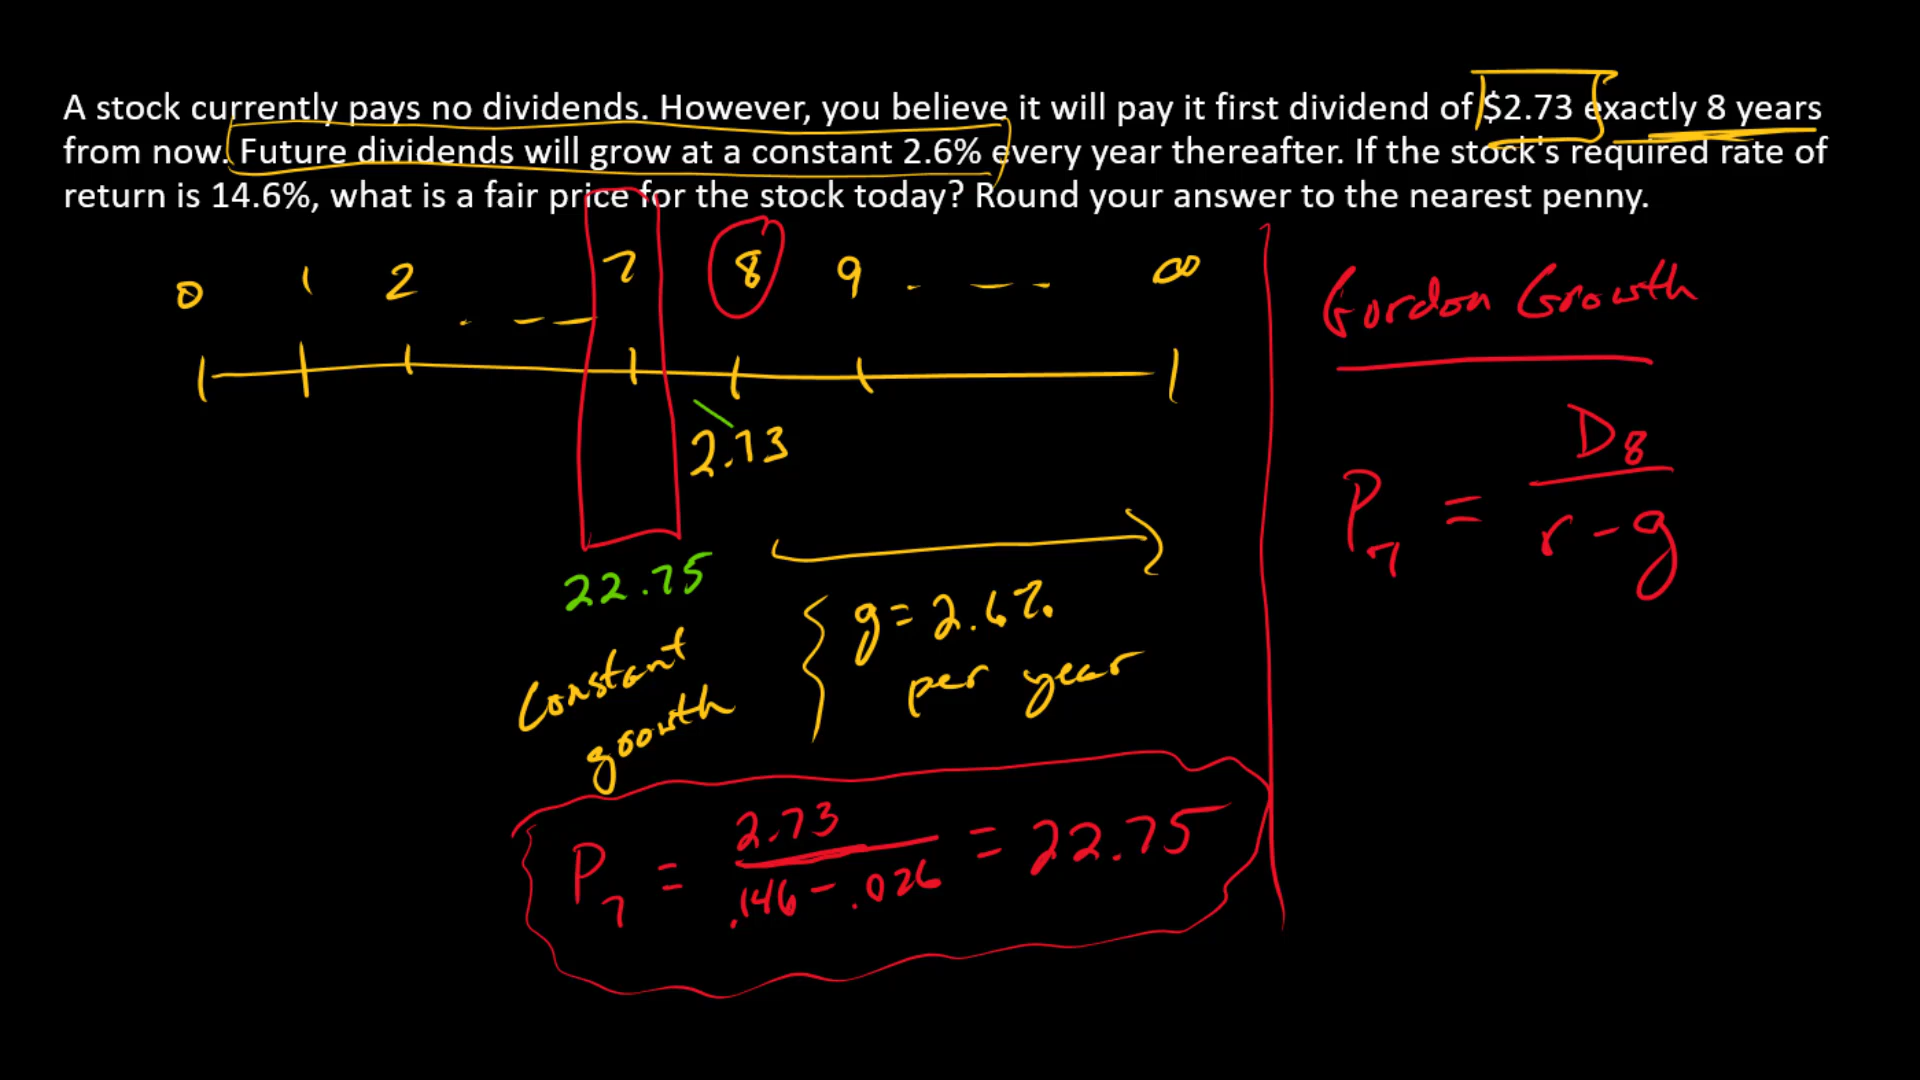 A stock currently pays no dividends. However, you believe it will pay it first dividend of $2.73 exactly 8 years
from now. Future dividends will grow at a constant 2.6% every year thereafter. If the stock's required rate of
return is 14.6%, what is a fair price for the stock today? Round your answer to the nearest penny.
0 1 2 . — — 7 8 9 . — - ∞
2.73
22.75
Constant
growth
g = 2.6%
per year
P7 = 2.73 / .146 - .026 = 22.75
Gordon Growth
P7 = D8 / r - g